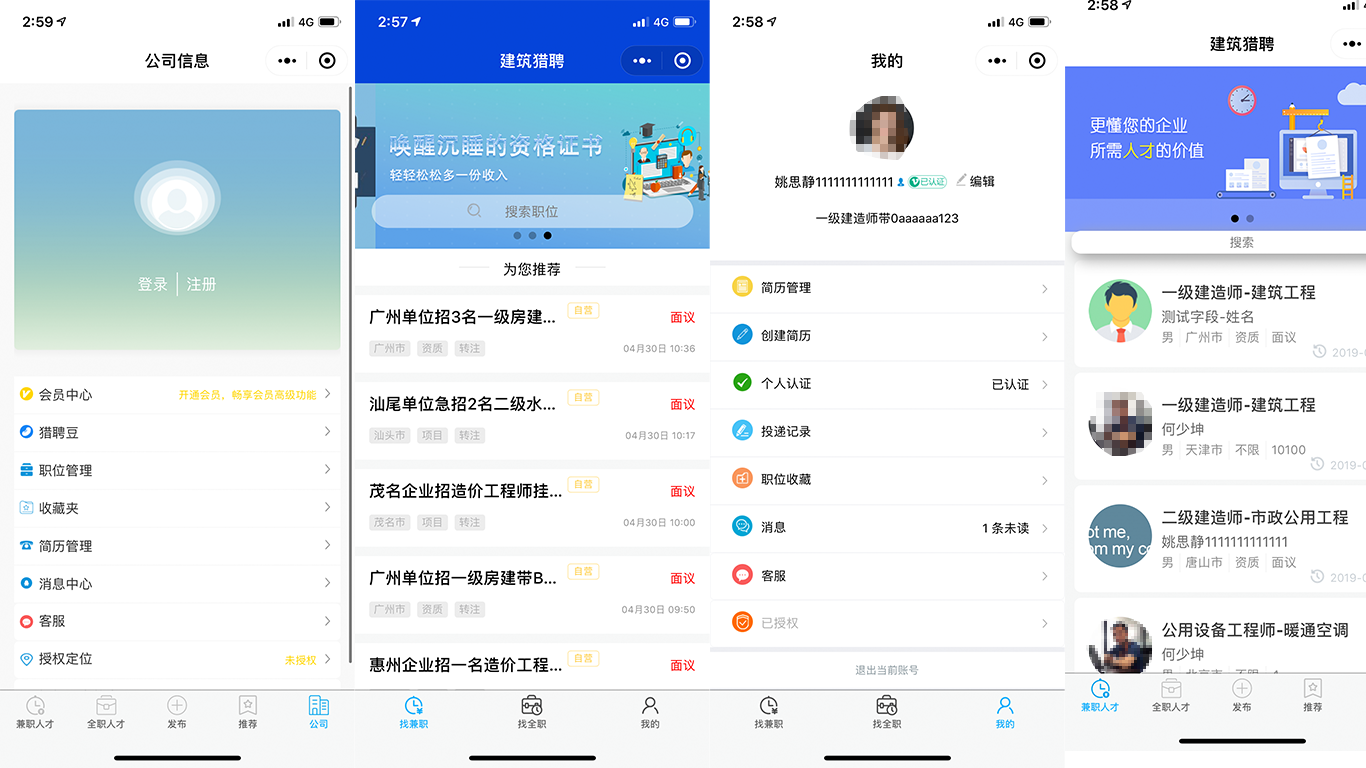 2:59
4G
公司信息
登录 | 注册
会员中心 开通会员，畅享会员高级功能
猎聘豆
职位管理
收藏夹
简历管理
消息中心
客服
授权定位 未授权
兼职人才 全职人才 发布 推荐 公司
2:57
4G
建筑猎聘
唤醒沉睡的资格证书
轻轻松松多一份收入
搜索职位
为您推荐
广州单位招3名一级房建... 自营 面议
广州市 资质 转注 04月30日 10:36
汕尾单位急招2名二级水... 自营 面议
汕头市 项目 转注 04月30日 10:17
茂名企业招造价工程师挂... 自营 面议
茂名市 项目 转注 04月30日 10:00
广州单位招一级房建带B... 自营 面议
广州市 资质 转注 04月30日 09:50
惠州企业招一名造价工程... 自营 面议
找兼职 找全职 我的
2:58
4G
我的
姚思静1111111111111 已认证 编辑
一级建造师带0aaaaaa123
简历管理
创建简历
个人认证 已认证
投递记录
职位收藏
消息 1 条未读
客服
已授权
退出当前账号
找兼职 找全职 我的
2:58
建筑猎聘
更懂您的企业
所需人才的价值
搜索
一级建造师-建筑工程
测试字段-姓名
男 广州市 资质 面议
2019-0
一级建造师-建筑工程
何少坤
男 天津市 不限 10100
2019-0
二级建造师-市政公用工程
ot me,
om my co
姚思静1111111111111
男 唐山市 资质 面议
2019-0
公用设备工程师-暖通空调
何少坤
男 北京市 不限
兼职人才 全职人才 发布 推荐